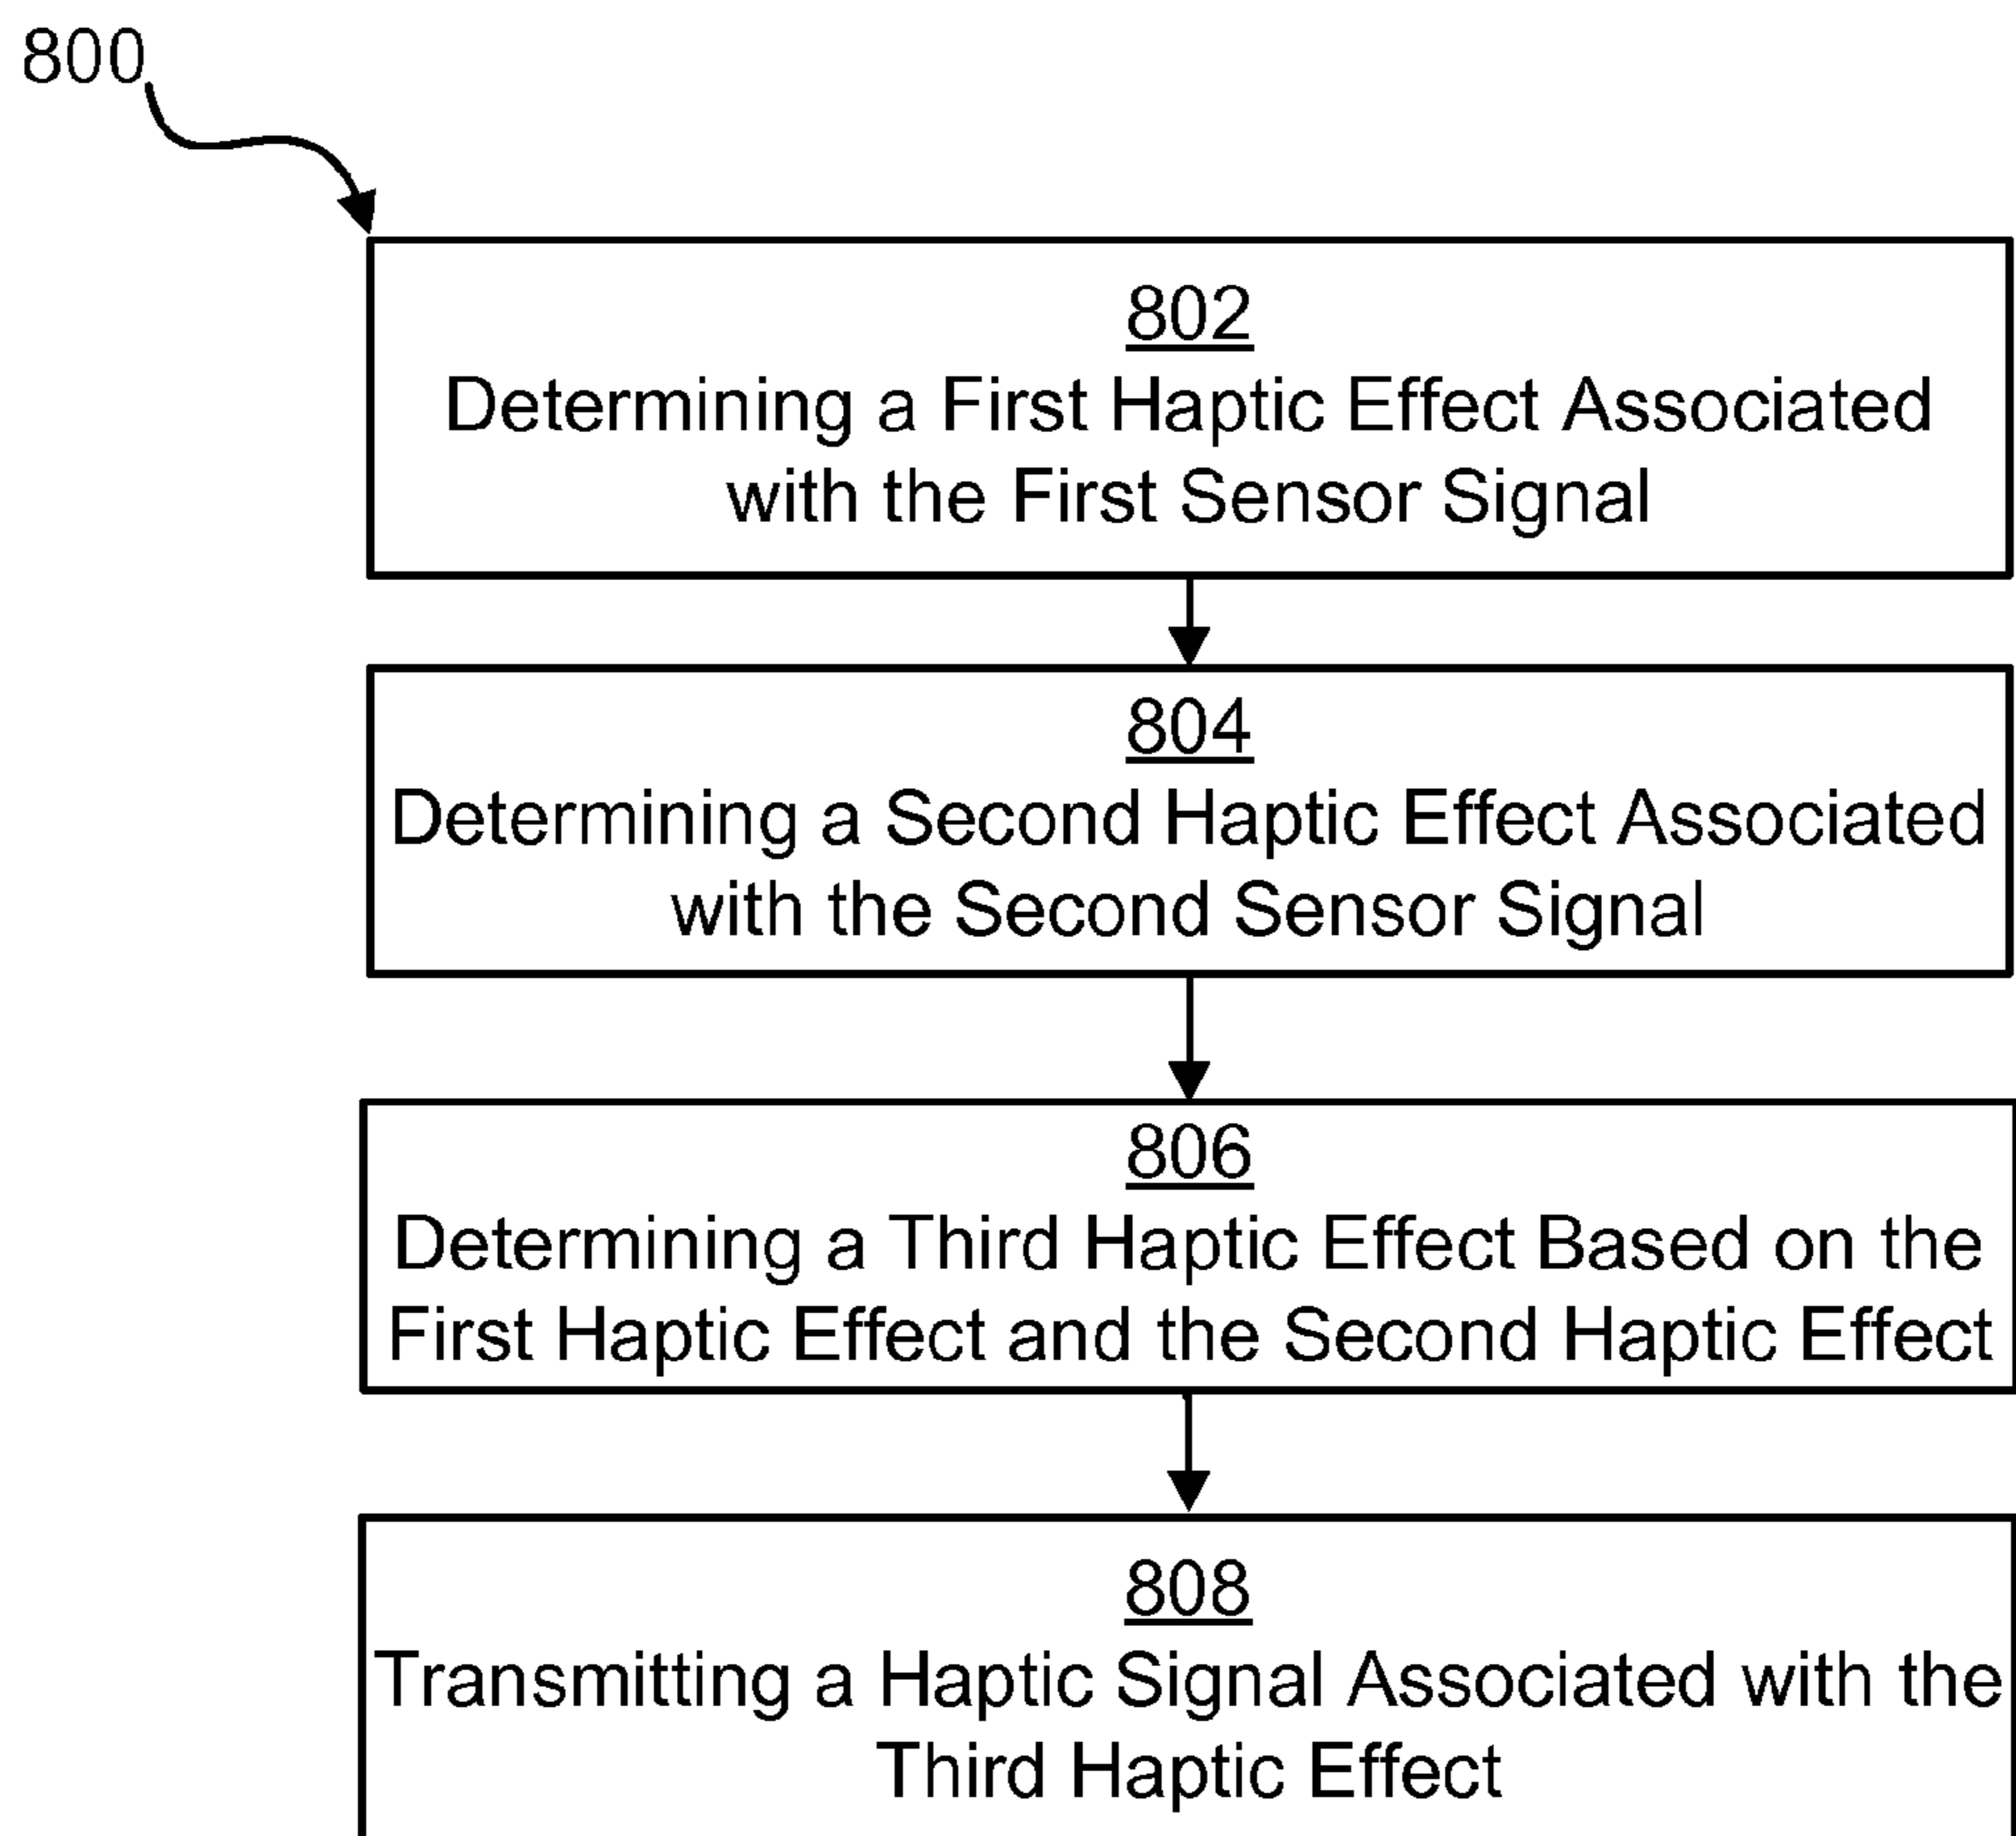 800
802
Determining a First Haptic Effect Associated
with the First Sensor Signal
804
Determining a Second Haptic Effect Associated
with the Second Sensor Signal
806
Determining a Third Haptic Effect Based on the
First Haptic Effect and the Second Haptic Effect
808
Transmitting a Haptic Signal Associated with the
Third Haptic Effect